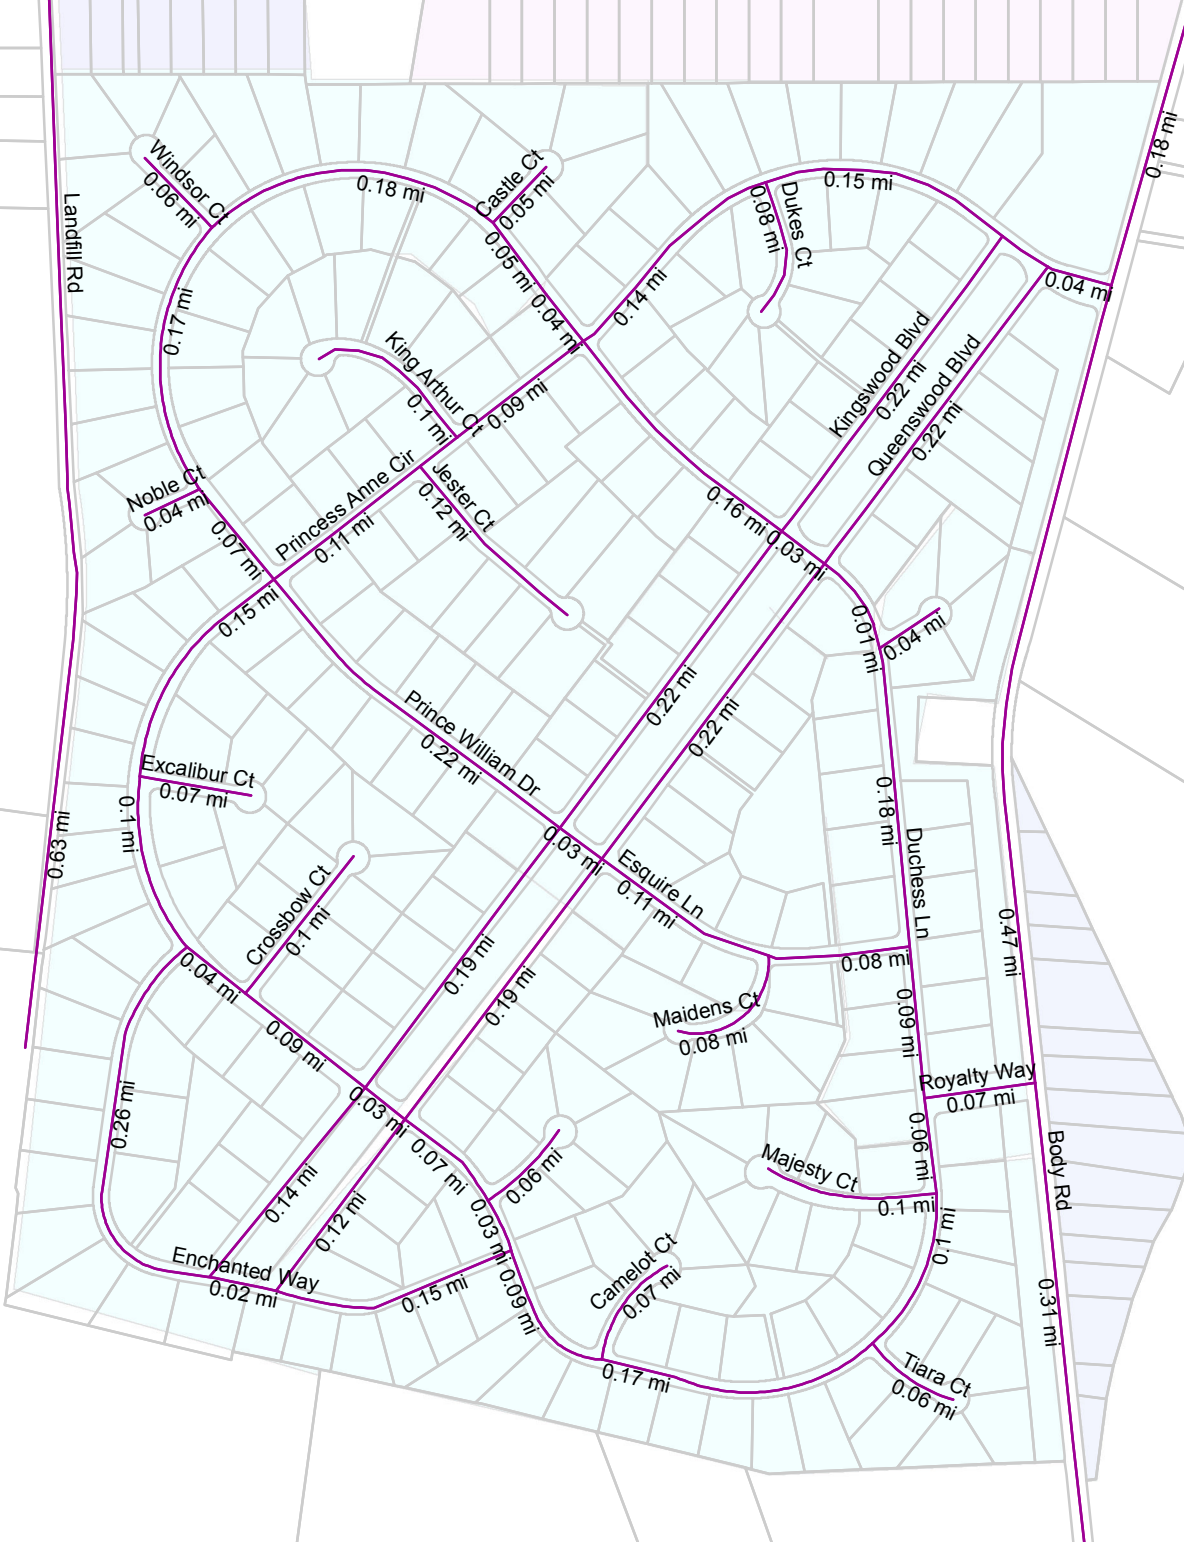 0.18 mi
Windsor Ct
0.06 mi
0.18 mi
Castle Ct
0.05 mi
0.15 mi
Dukes Ct
0.08 mi
Landfill Rd
0.05 mi
0.04 mi
0.14 mi
0.04 mi
0.17 mi
King Arthur Ct
0.1 mi
0.09 mi
Kingswood Blvd
0.22 mi
Queenswood Blvd
0.22 mi
Noble Ct
0.04 mi
Princess Anne Cir
0.11 mi
Jester Ct
0.12 mi
0.07 mi
0.16 mi
0.03 mi
0.15 mi
0.01 mi
0.04 mi
Prince William Dr
0.22 mi
0.22 mi
0.22 mi
Excalibur Ct
0.07 mi
0.1 mi
0.63 mi
0.18 mi
Duchess Ln
0.03 mi
Esquire Ln
0.11 mi
Crossbow Ct
0.1 mi
0.04 mi
0.19 mi
0.19 mi
0.08 mi
0.47 mi
Maidens Ct
0.08 mi
0.09 mi
0.09 mi
Royalty Way
0.07 mi
0.26 mi
0.03 mi
0.07 mi
0.06 mi
0.06 mi
Majesty Ct
0.1 mi
Body Rd
0.14 mi
0.12 mi
0.03 mi
0.1 mi
Enchanted Way
0.02 mi
0.15 mi
0.09 mi
Camelot Ct
0.07 mi
0.31 mi
0.17 mi
Tiara Ct
0.06 mi